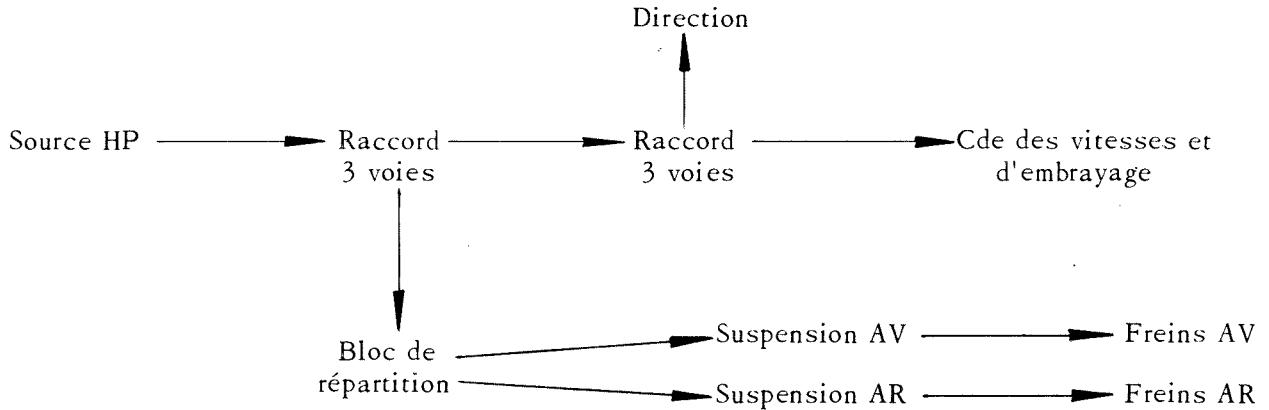 Direction
Source HP
Raccord
3 voies
Raccord
3 voies
Cde des vitesses et
d'embrayage
Bloc de
répartition
Suspension AV
Freins AV
Suspension AR
Freins AR